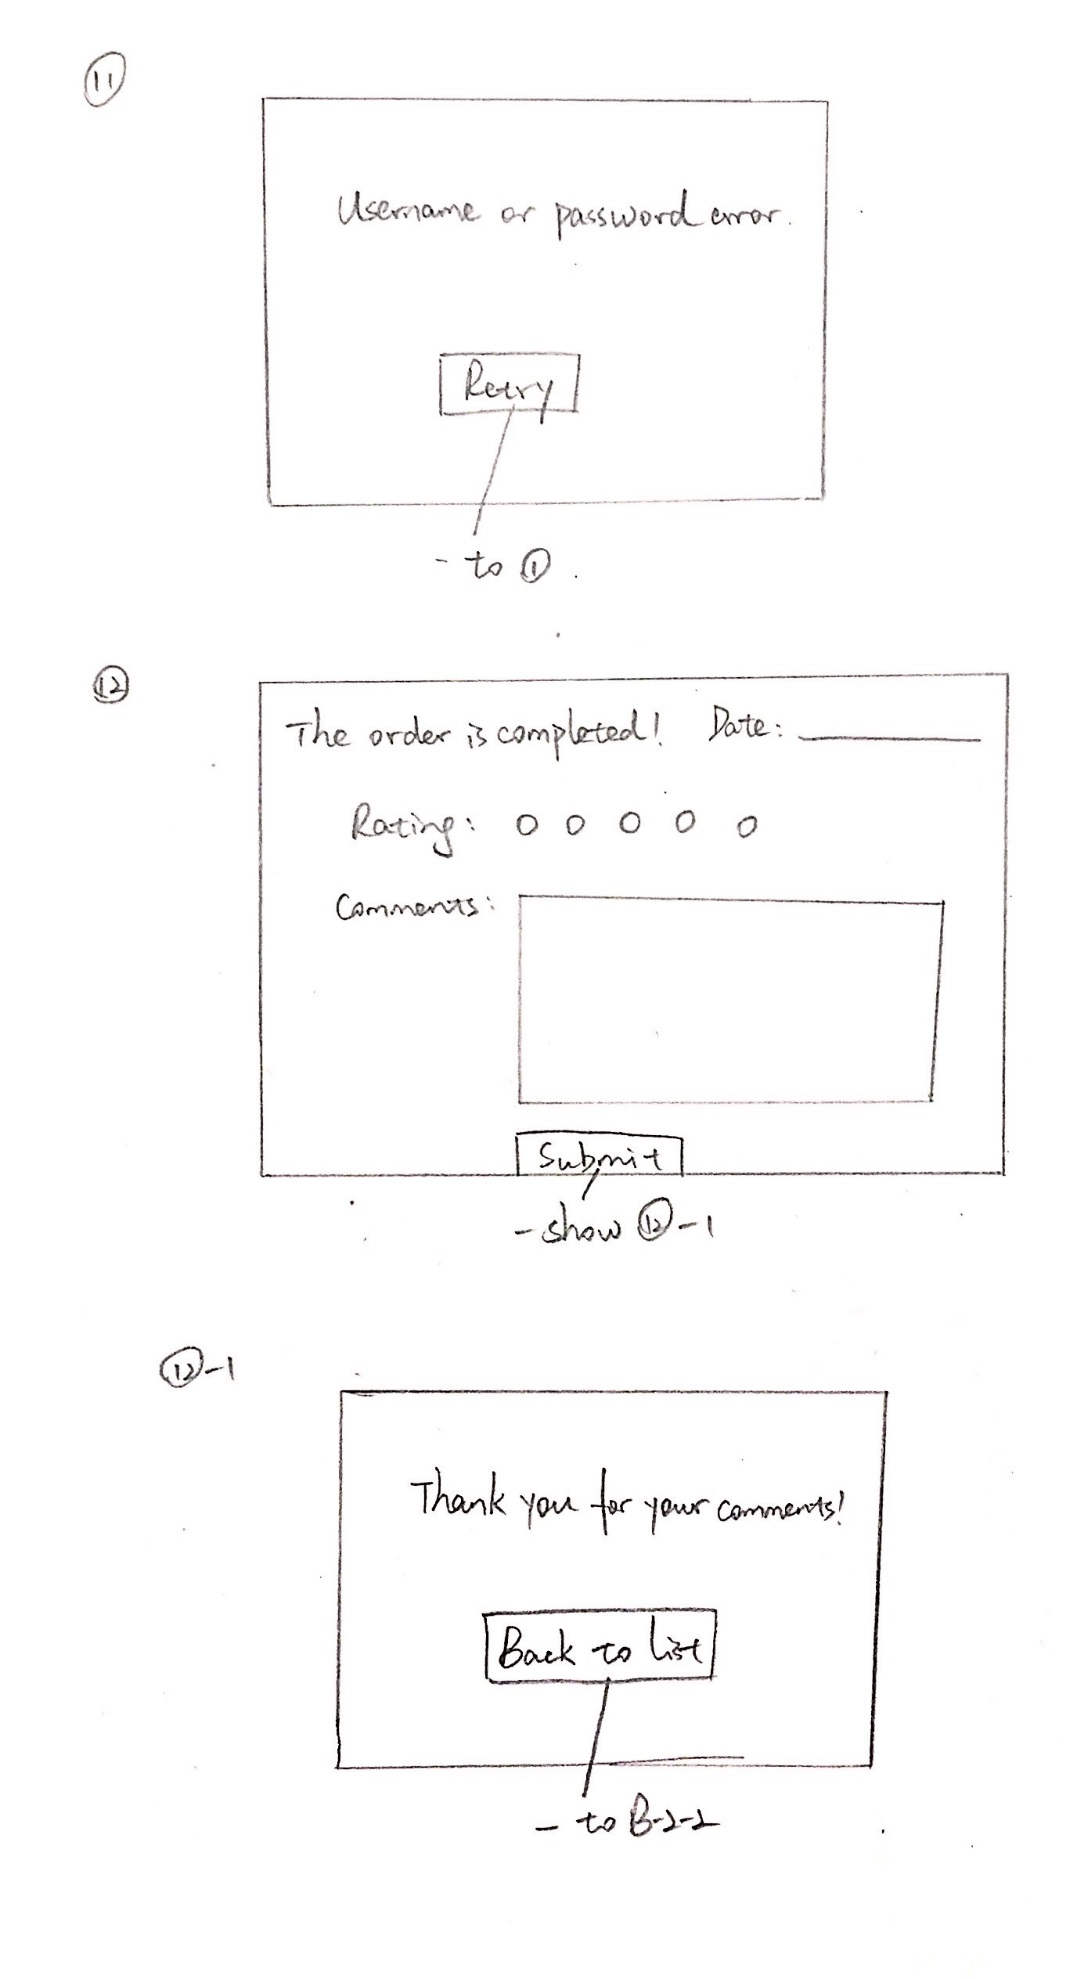 ⑪
Username or password error.
Retry
- to ①.
⑫
The order is completed! Date:
Rating: O O O O O
Comments:
Submit
- show ⑫-1
⑫-1
Thank you for your comments!
Back to list
- to B-2-2